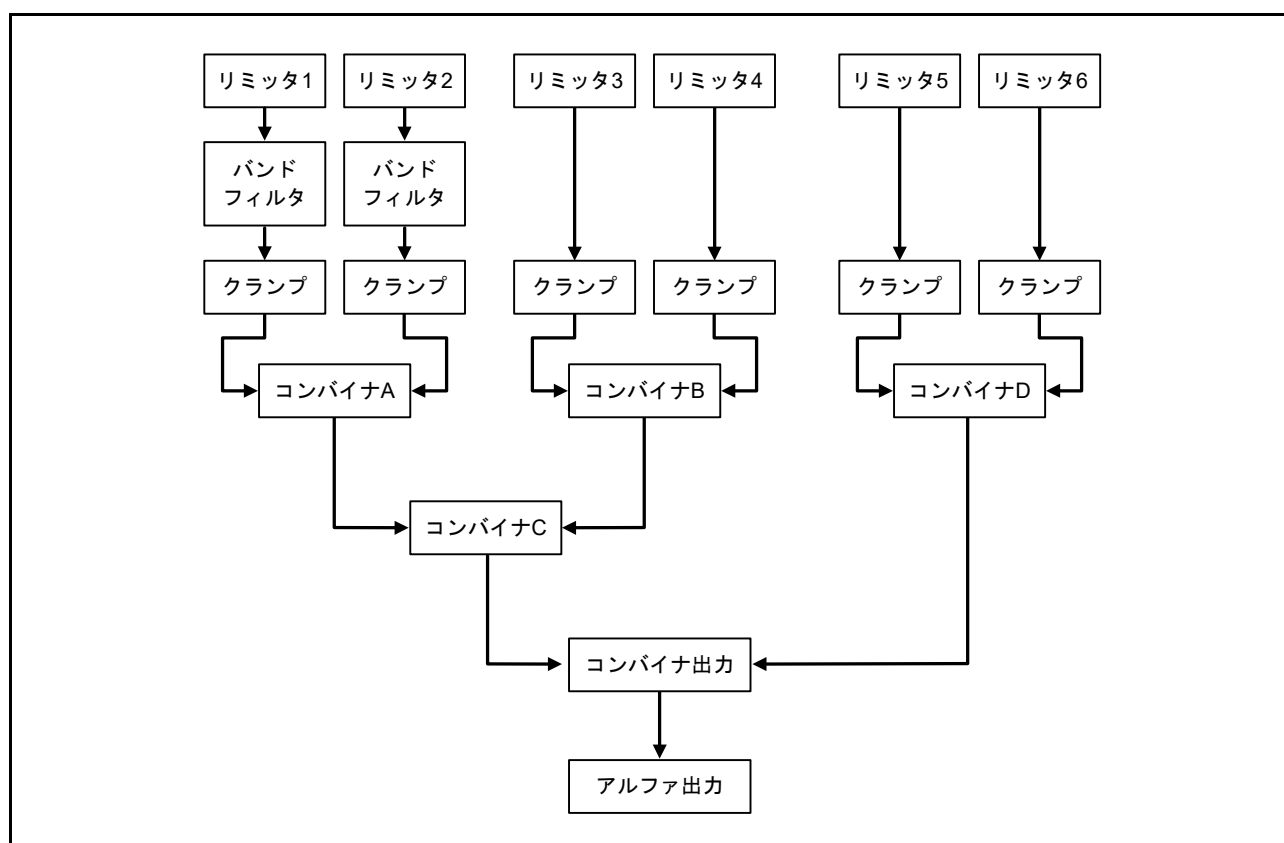 リミッタ1
リミッタ2
リミッタ3
リミッタ4
リミッタ5
リミッタ6
バンド
フィルタ
バンド
フィルタ
クランプ
クランプ
クランプ
クランプ
クランプ
クランプ
コンバイナA
コンバイナB
コンバイナD
コンバイナC
コンバイナ出力
アルファ出力